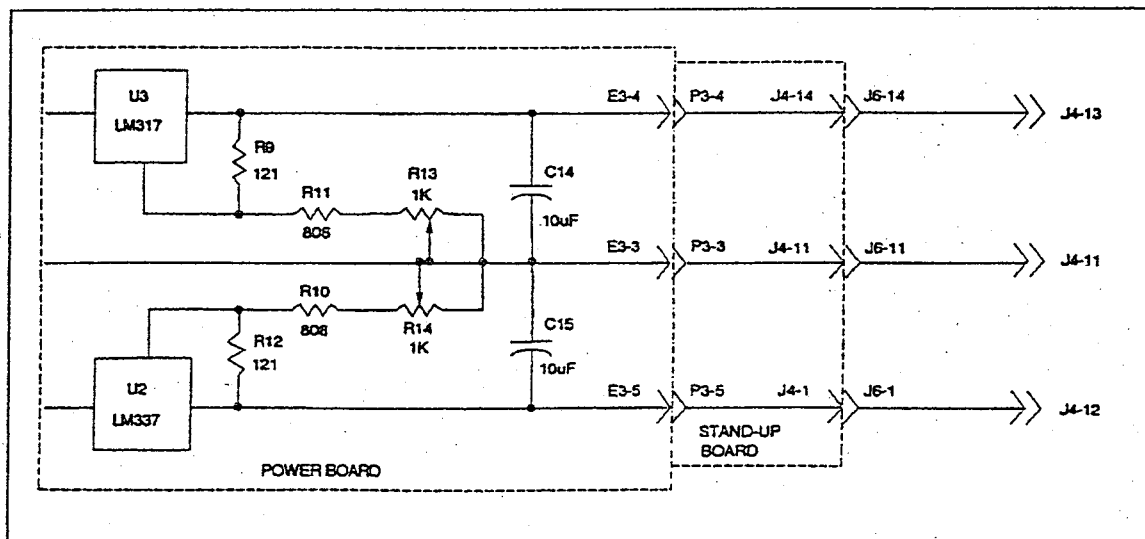 U3
LM317
R9
121
R11
806
R13
1K
C14
10uF
E3-4
P3-4
J4-14
J6-14
J4-13
E3-3
P3-3
J4-11
J6-11
J4-11
R10
806
R14
1K
R12
121
C15
10uF
U2
LM337
E3-5
P3-5
J4-1
J6-1
J4-12
POWER BOARD
STAND-UP
BOARD